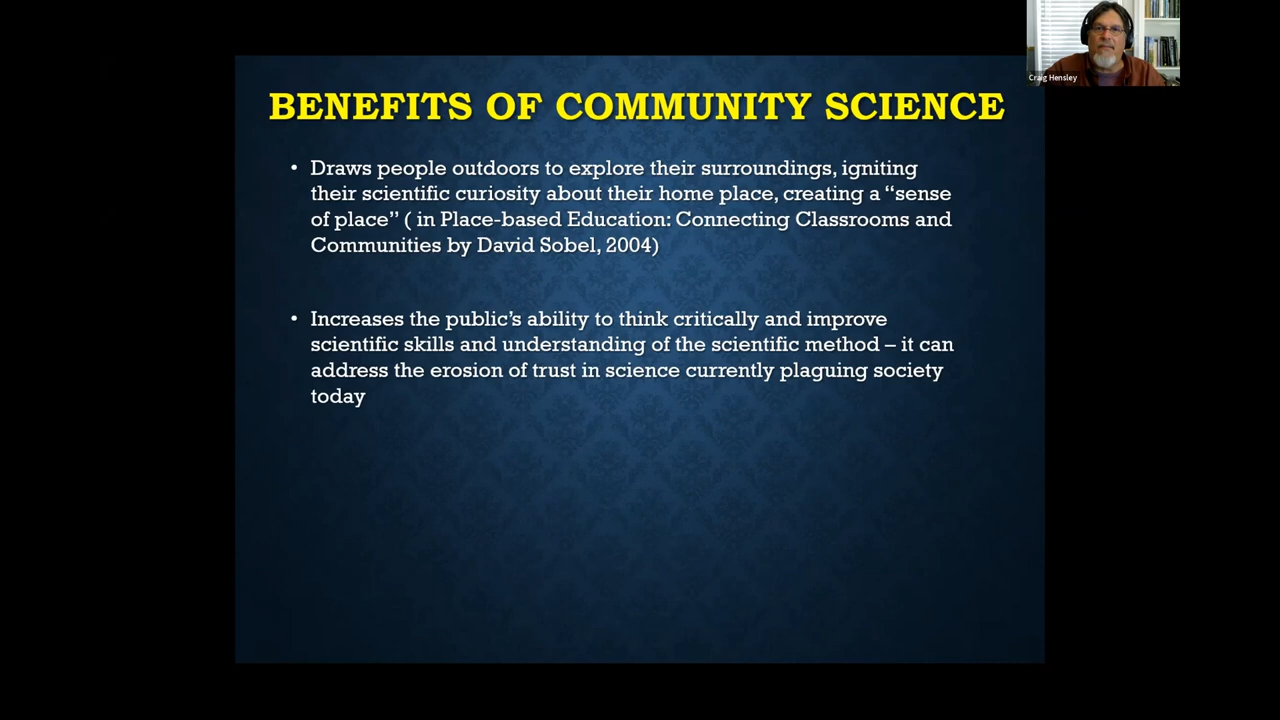 Craig Hensley
BENEFITS OF COMMUNITY SCIENCE
• Draws people outdoors to explore their surroundings, igniting
their scientific curiosity about their home place, creating a “sense
of place” ( in Place-based Education: Connecting Classrooms and
Communities by David Sobel, 2004)
• Increases the public’s ability to think critically and improve
scientific skills and understanding of the scientific method – it can
address the erosion of trust in science currently plaguing society
today